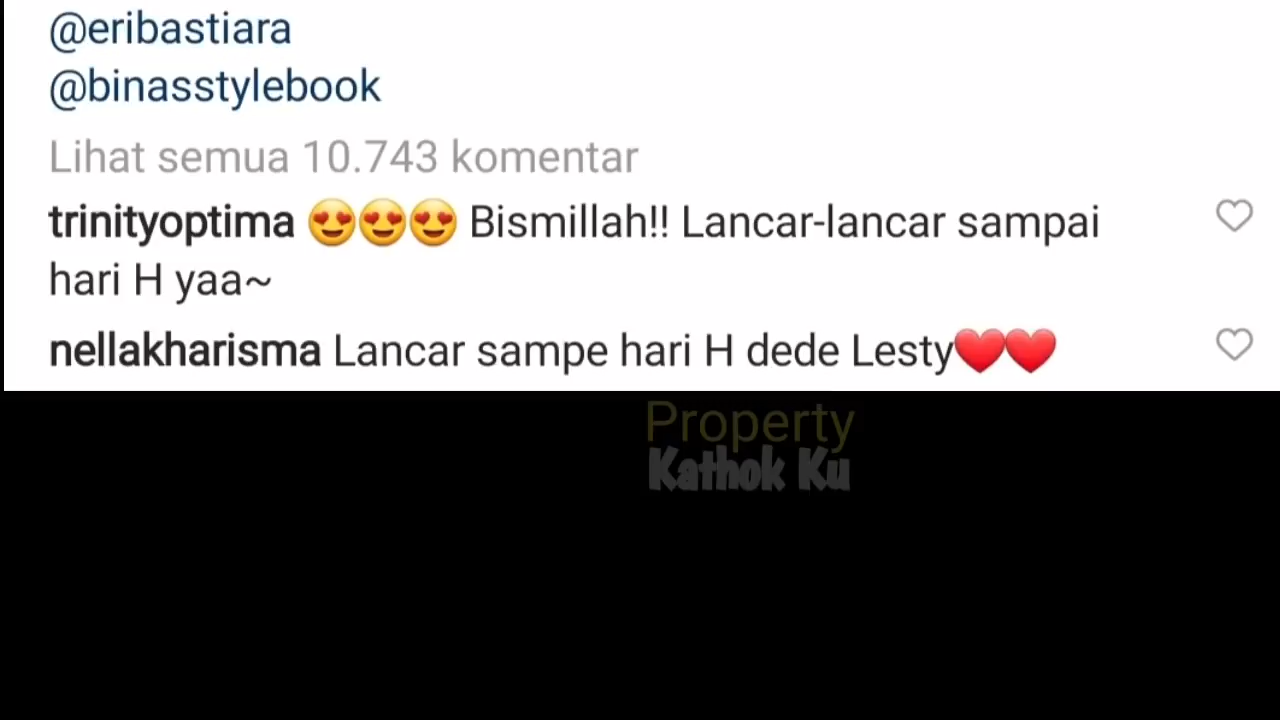 @eribastiara
@binasstylebook
Lihat semua 10.743 komentar
trinityoptima 😍😍😍 Bismillah!! Lancar-lancar sampai
hari H yaa~
nellakharisma Lancar sampe hari H dede Lesty❤️❤️
Property
Kathok Ku